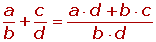 a/b + c/d = (a · d + b · c)/(b · d)